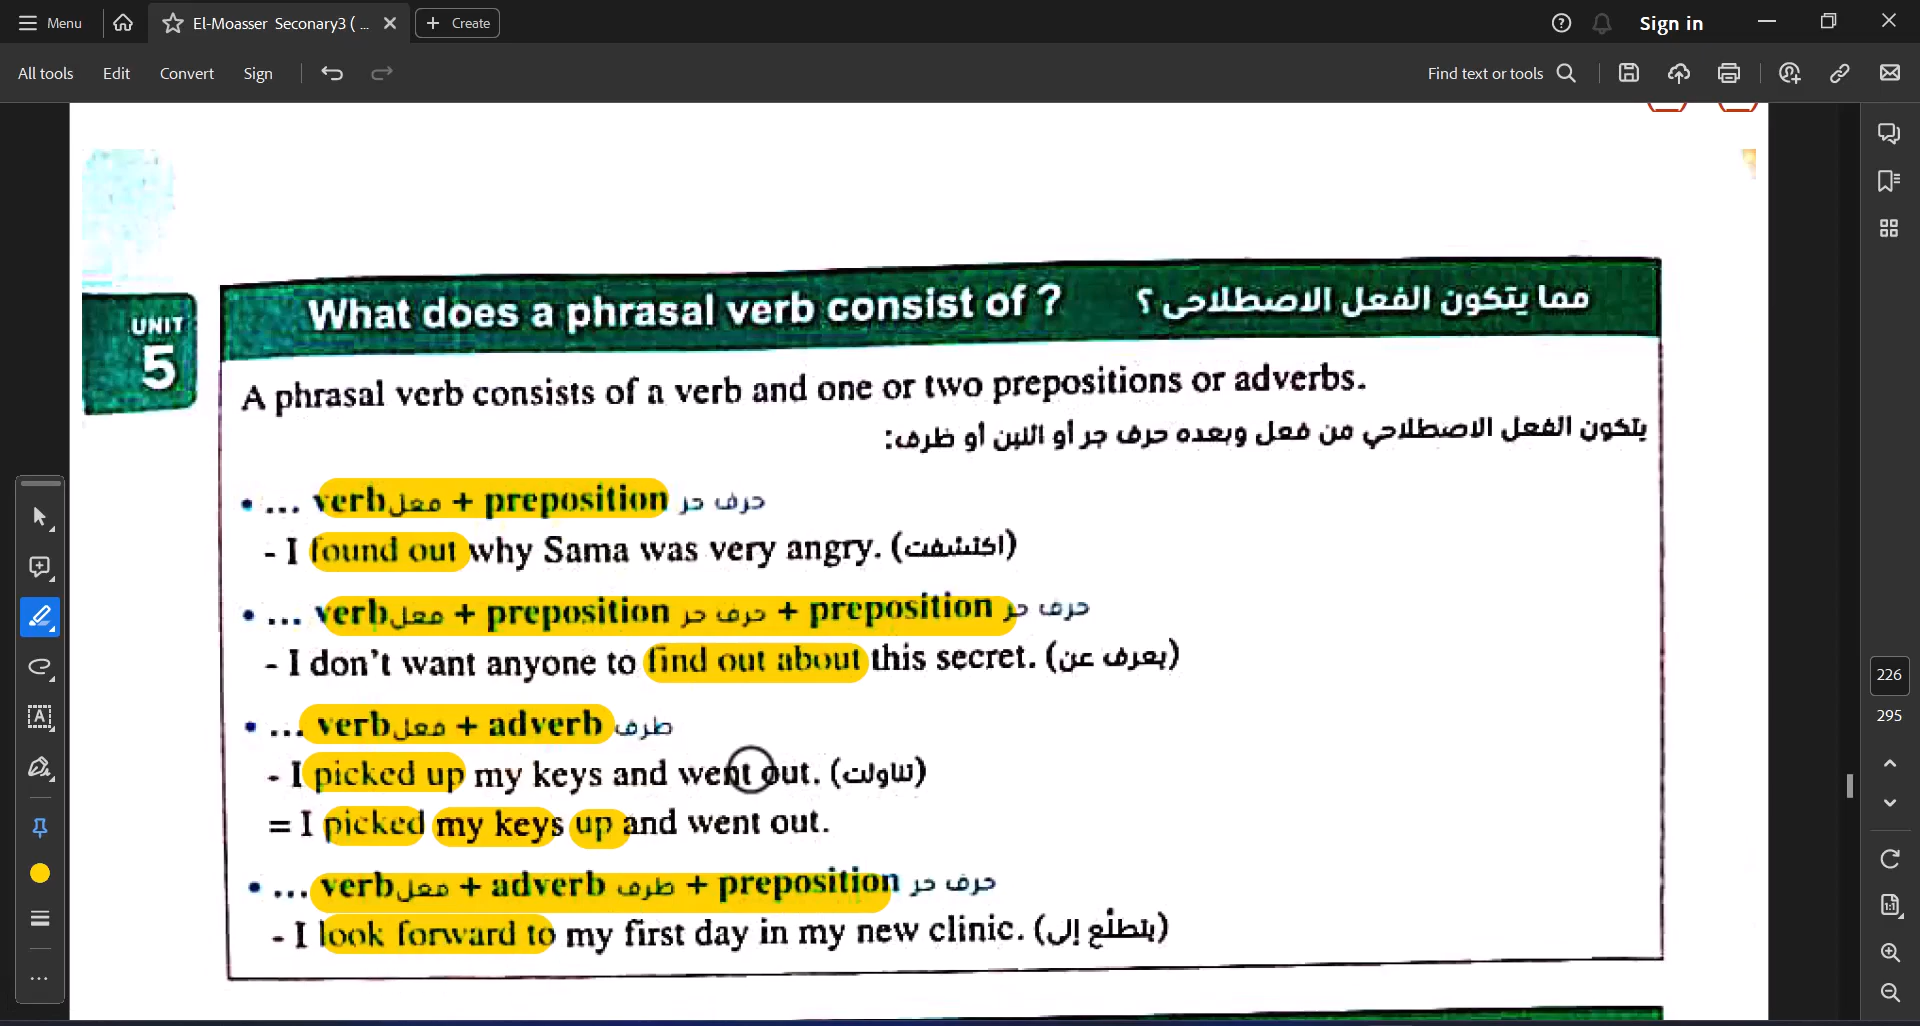 Menu
El-Moasser Seconary3 ( ...
Create
Sign in
All tools Edit Convert Sign
Find text or tools
UNIT
5
What does a phrasal verb consist of ? مما يتكون الفعل الاصطلاحى ؟
A phrasal verb consists of a verb and one or two prepositions or adverbs.
يتكون الفعل الاصطلاحي من فعل وبعده حرف جر أو اثنين أو ظرف:
• ... verb فعل + preposition حرف جر
- I found out why Sama was very angry. (اكتشفت)
• ... verb فعل + preposition حرف جر + preposition حرف جر
- I don't want anyone to find out about this secret. (يعرف عن)
• ... verb فعل + adverb ظرف
- I picked up my keys and went out. (تناولت)
= I picked my keys up and went out.
• ... verb فعل + adverb ظرف + preposition حرف جر
- I look forward to my first day in my new clinic. (يتطلّع إلى)
226
295